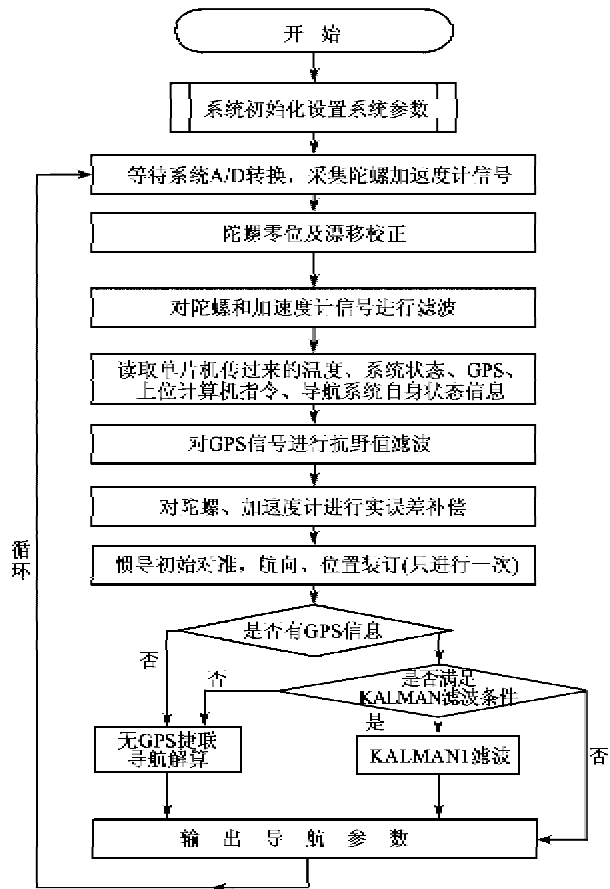 开 始
系统初始化设置系统参数
等待系统A/D转换，采集陀螺加速度计信号
陀螺零位及漂移校正
对陀螺和加速度计信号进行滤波
读取单片机传过来的温度、系统状态、GPS、
上位计算机指令、导航系统自身状态信息
对GPS信号进行抗野值滤波
对陀螺、加速度计进行实误差补偿
惯导初始对准，航向、位置装订(只进行一次)
循
环
是否有GPS信息
否
是否满足
KALMAN滤波条件
否
是
无GPS捷联
导航解算
KALMAN1滤波
否
输 出 导 航 参 数